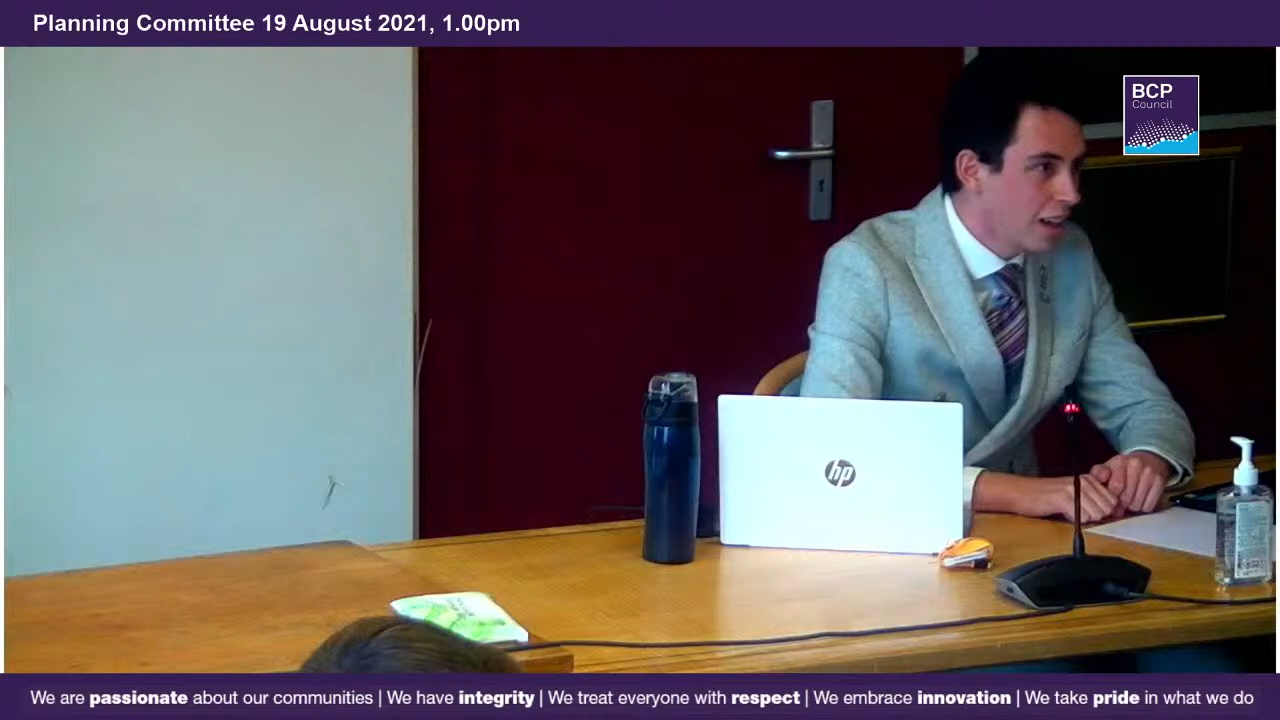 Planning Committee 19 August 2021, 1.00pm
BCP
Council
hp
We are passionate about our communities | We have integrity | We treat everyone with respect | We embrace innovation | We take pride in what we do